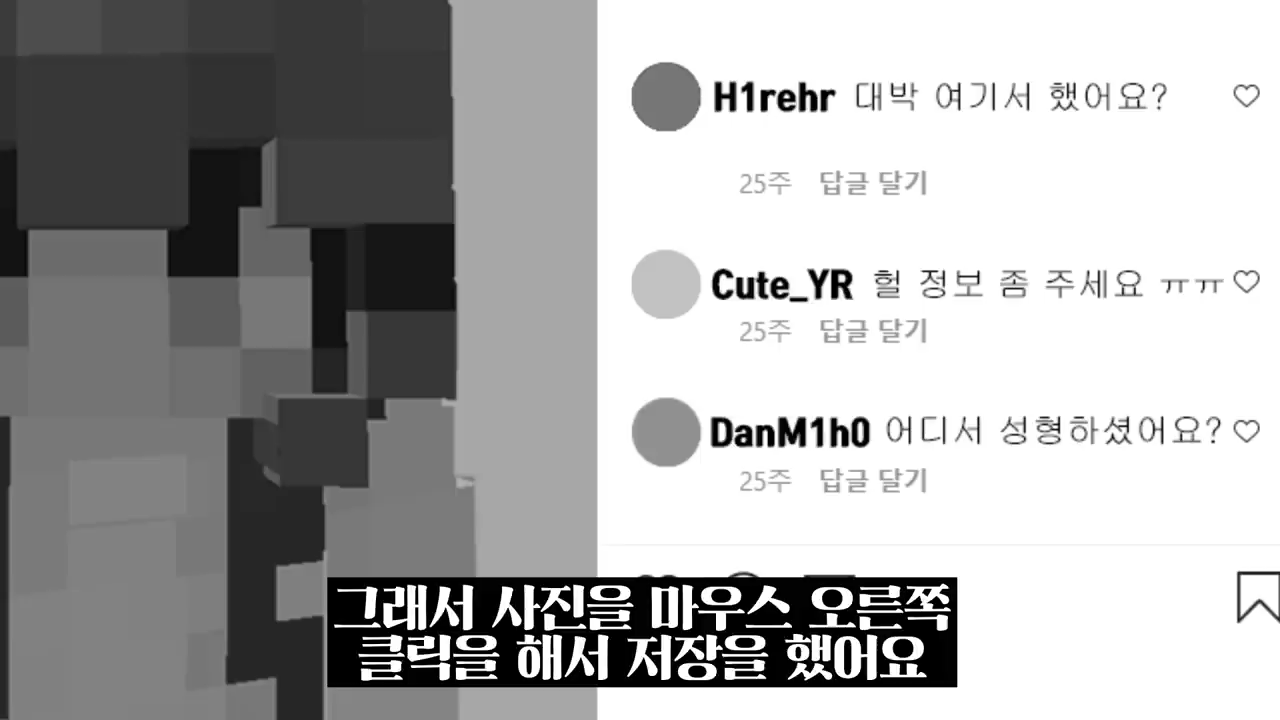 H1rehr 대박 여기서 했어요?
25주 답글 달기
Cute_YR 헐 정보 좀 주세요 ㅠㅠ
25주 답글 달기
DanM1h0 어디서 성형하셨어요?
25주 답글 달기
그래서 사진을 마우스 오른쪽
클릭을 해서 저장을 했어요